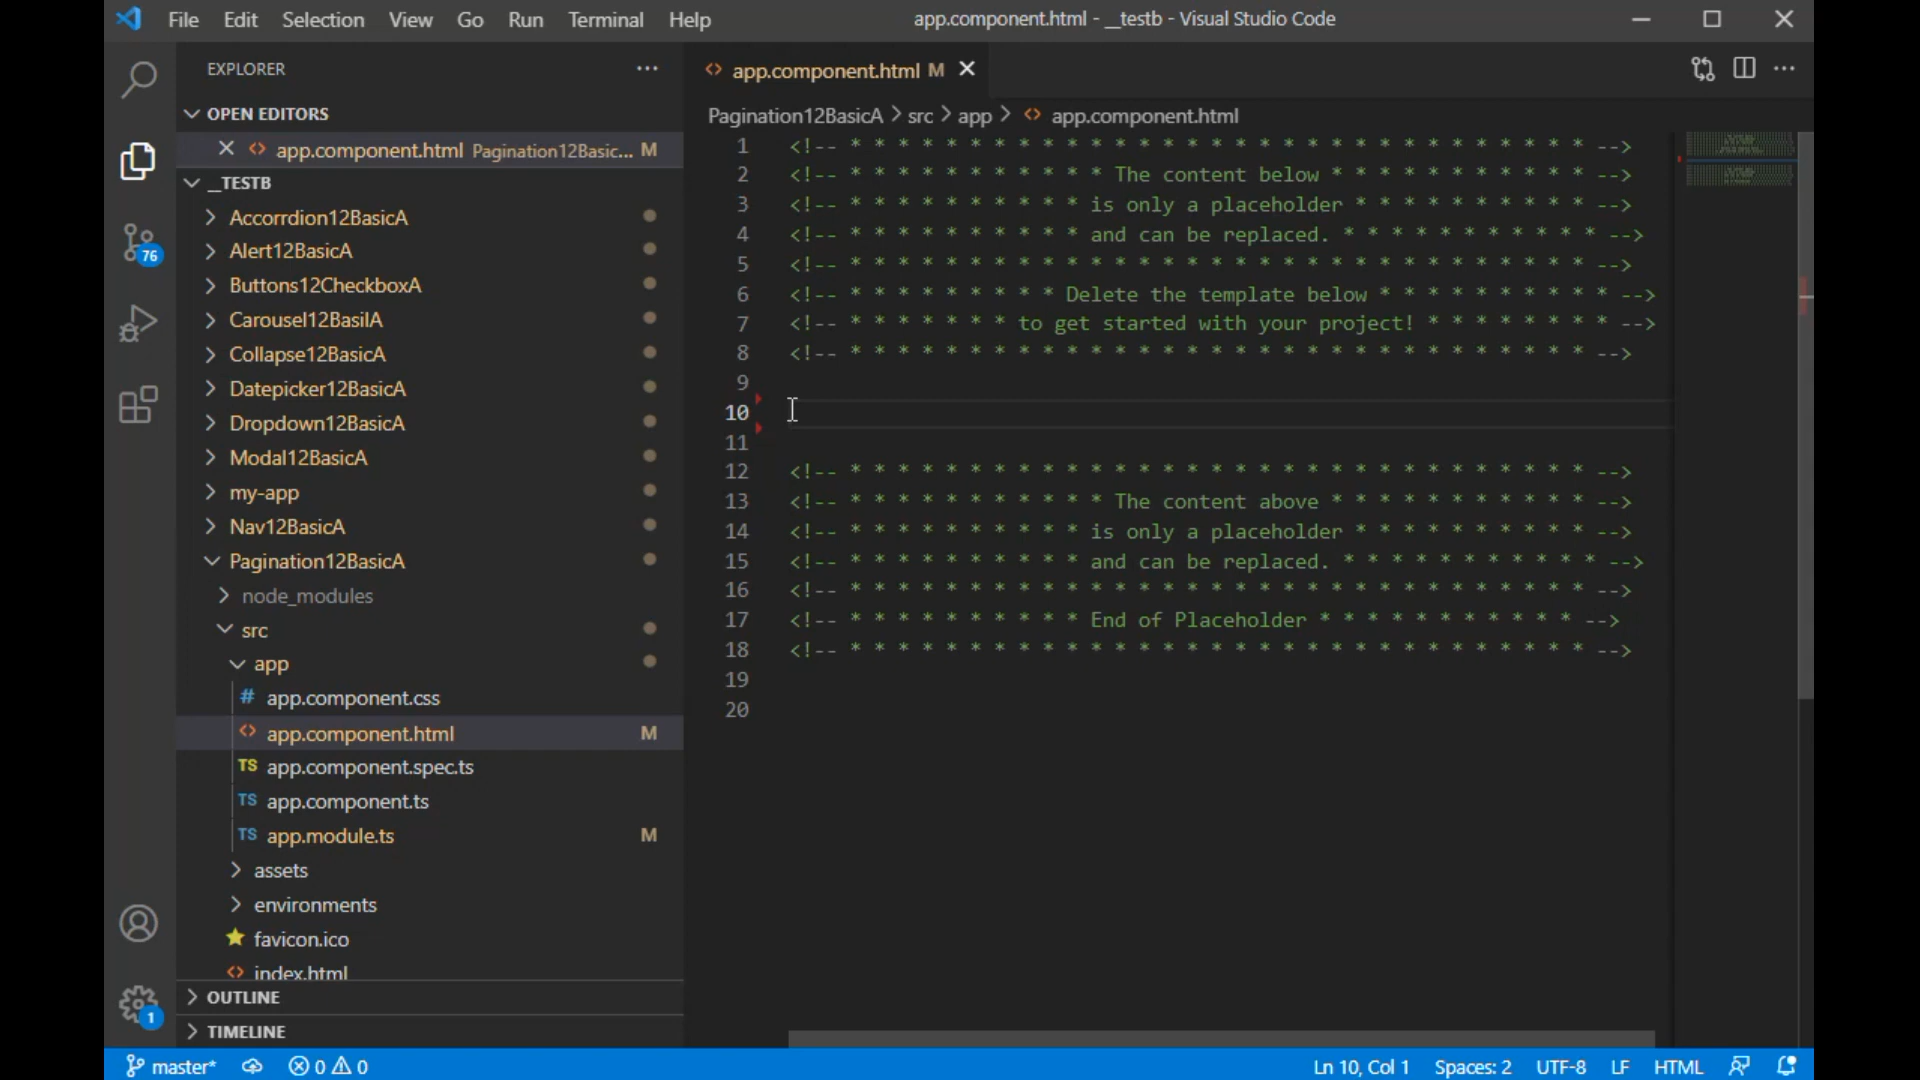 File Edit Selection View Go Run Terminal Help app.component.html - __testb - Visual Studio Code
EXPLORER ···
OPEN EDITORS
app.component.html Pagination12Basic... M
__TESTB
Accorrdion12BasicA
Alert12BasicA
Buttons12CheckboxA
Carousel12BasilA
Collapse12BasicA
Datepicker12BasicA
Dropdown12BasicA
Modal12BasicA
my-app
Nav12BasicA
Pagination12BasicA
node_modules
src
app
# app.component.css
app.component.html M
TS app.component.spec.ts
TS app.component.ts
TS app.module.ts M
assets
environments
favicon.ico
index.html
OUTLINE
TIMELINE
76
1
app.component.html M
Pagination12BasicA > src > app > app.component.html
1 <!-- * * * * * * * * * * * * * * * * * * * * * * * * * * * * * * * -->
2 <!-- * * * * * * * * * * * The content below * * * * * * * * * * * -->
3 <!-- * * * * * * * * * * is only a placeholder * * * * * * * * * * -->
4 <!-- * * * * * * * * * * and can be replaced. * * * * * * * * * * * -->
5 <!-- * * * * * * * * * * * * * * * * * * * * * * * * * * * * * * * -->
6 <!-- * * * * * * * * * Delete the template below * * * * * * * * * * -->
7 <!-- * * * * * * * to get started with your project! * * * * * * * * -->
8 <!-- * * * * * * * * * * * * * * * * * * * * * * * * * * * * * * * -->
9
10
11
12 <!-- * * * * * * * * * * * * * * * * * * * * * * * * * * * * * * * -->
13 <!-- * * * * * * * * * * * The content above * * * * * * * * * * * -->
14 <!-- * * * * * * * * * * is only a placeholder * * * * * * * * * * -->
15 <!-- * * * * * * * * * * and can be replaced. * * * * * * * * * * * -->
16 <!-- * * * * * * * * * * * * * * * * * * * * * * * * * * * * * * * -->
17 <!-- * * * * * * * * * * End of Placeholder * * * * * * * * * * * -->
18 <!-- * * * * * * * * * * * * * * * * * * * * * * * * * * * * * * * -->
19
20
master* 0 0 Ln 10, Col 1 Spaces: 2 UTF-8 LF HTML